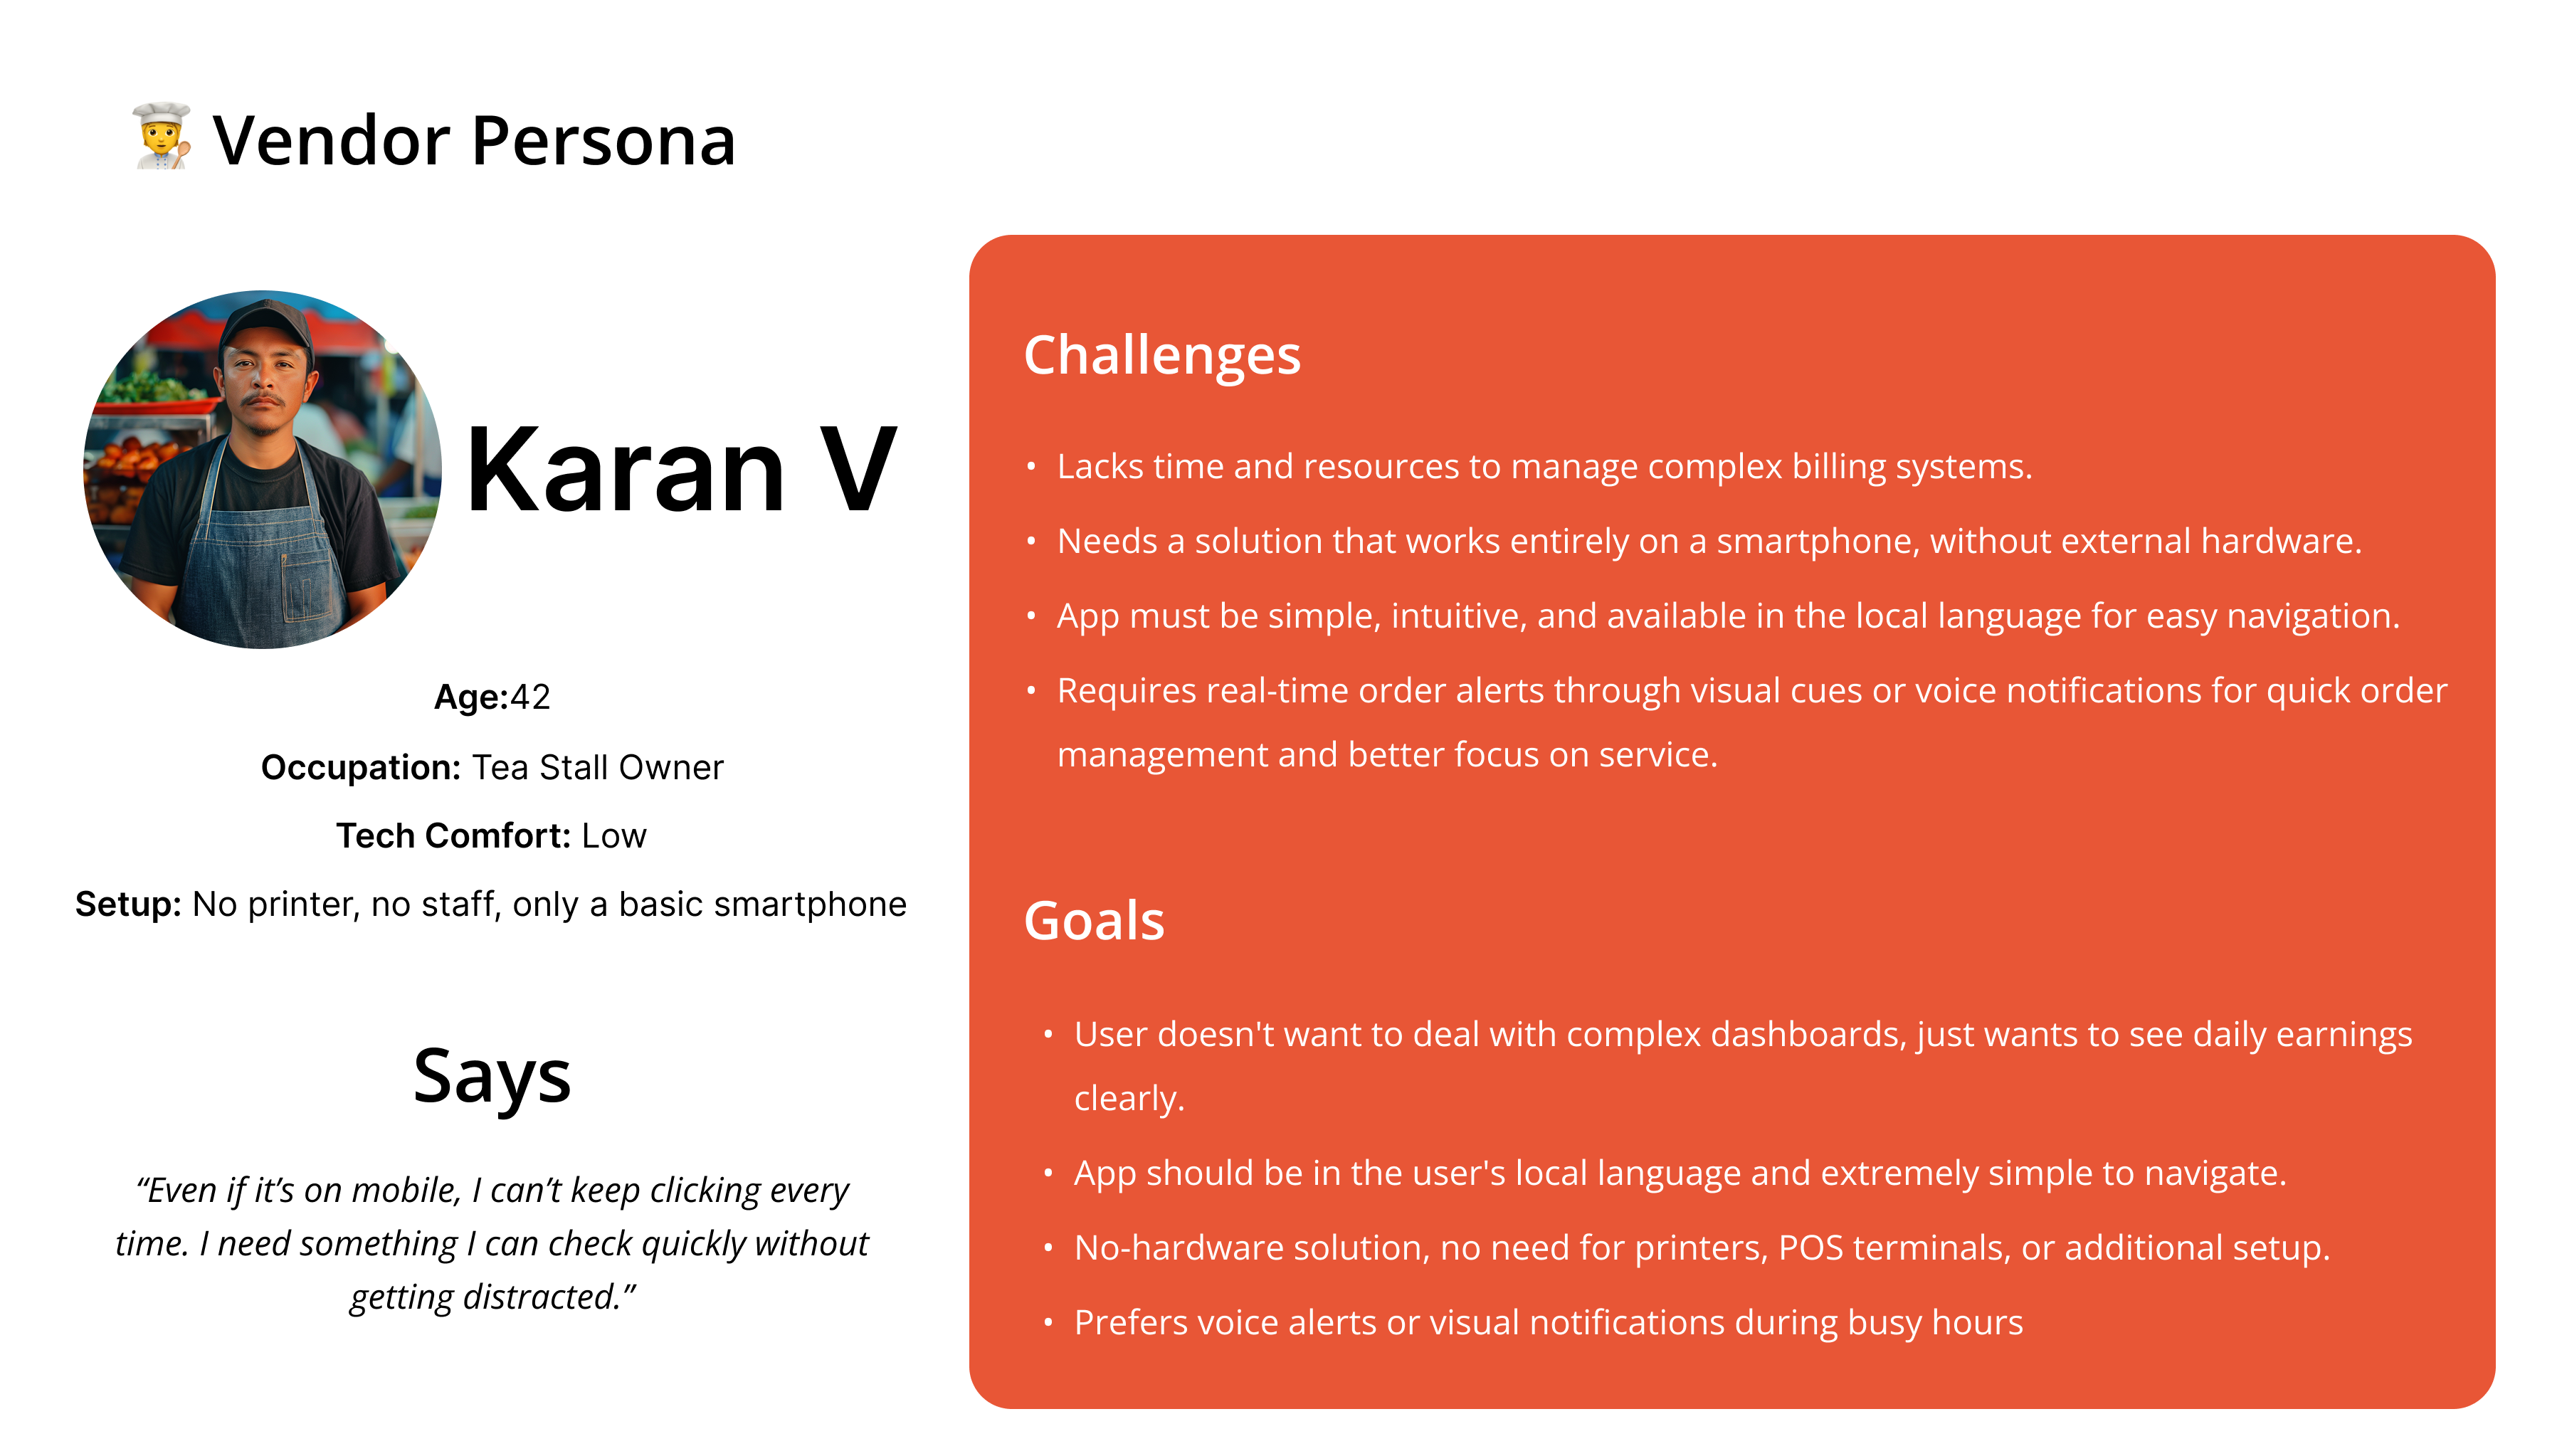 Vendor Persona
Karan V
Age:42
Occupation: Tea Stall Owner
Tech Comfort: Low
Setup: No printer, no staff, only a basic smartphone
Says
“Even if it’s on mobile, I can’t keep clicking every
time. I need something I can check quickly without
getting distracted.”
Challenges
• Lacks time and resources to manage complex billing systems.
• Needs a solution that works entirely on a smartphone, without external hardware.
• App must be simple, intuitive, and available in the local language for easy navigation.
• Requires real-time order alerts through visual cues or voice notifications for quick order
management and better focus on service.
Goals
• User doesn't want to deal with complex dashboards, just wants to see daily earnings
clearly.
• App should be in the user's local language and extremely simple to navigate.
• No-hardware solution, no need for printers, POS terminals, or additional setup.
• Prefers voice alerts or visual notifications during busy hours